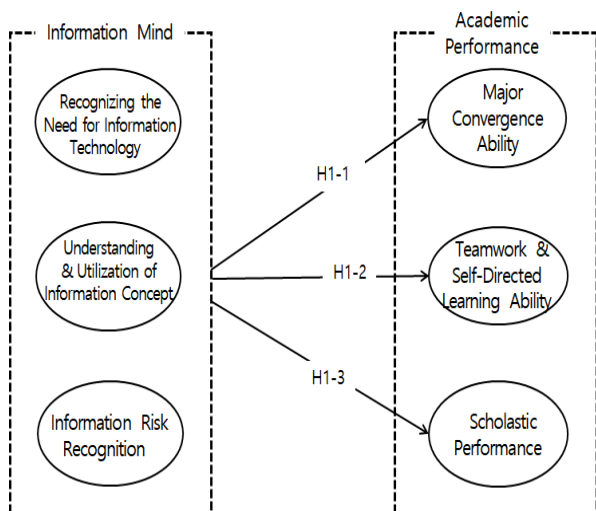 Information Mind
Recognizing the
Need for Information
Technology
Understanding
& Utilization of
Information Concept
Information Risk
Recognition
H1-1
H1-2
H1-3
Academic
Performance
Major
Convergence
Ability
Teamwork &
Self-Directed
Learning Ability
Scholastic
Performance